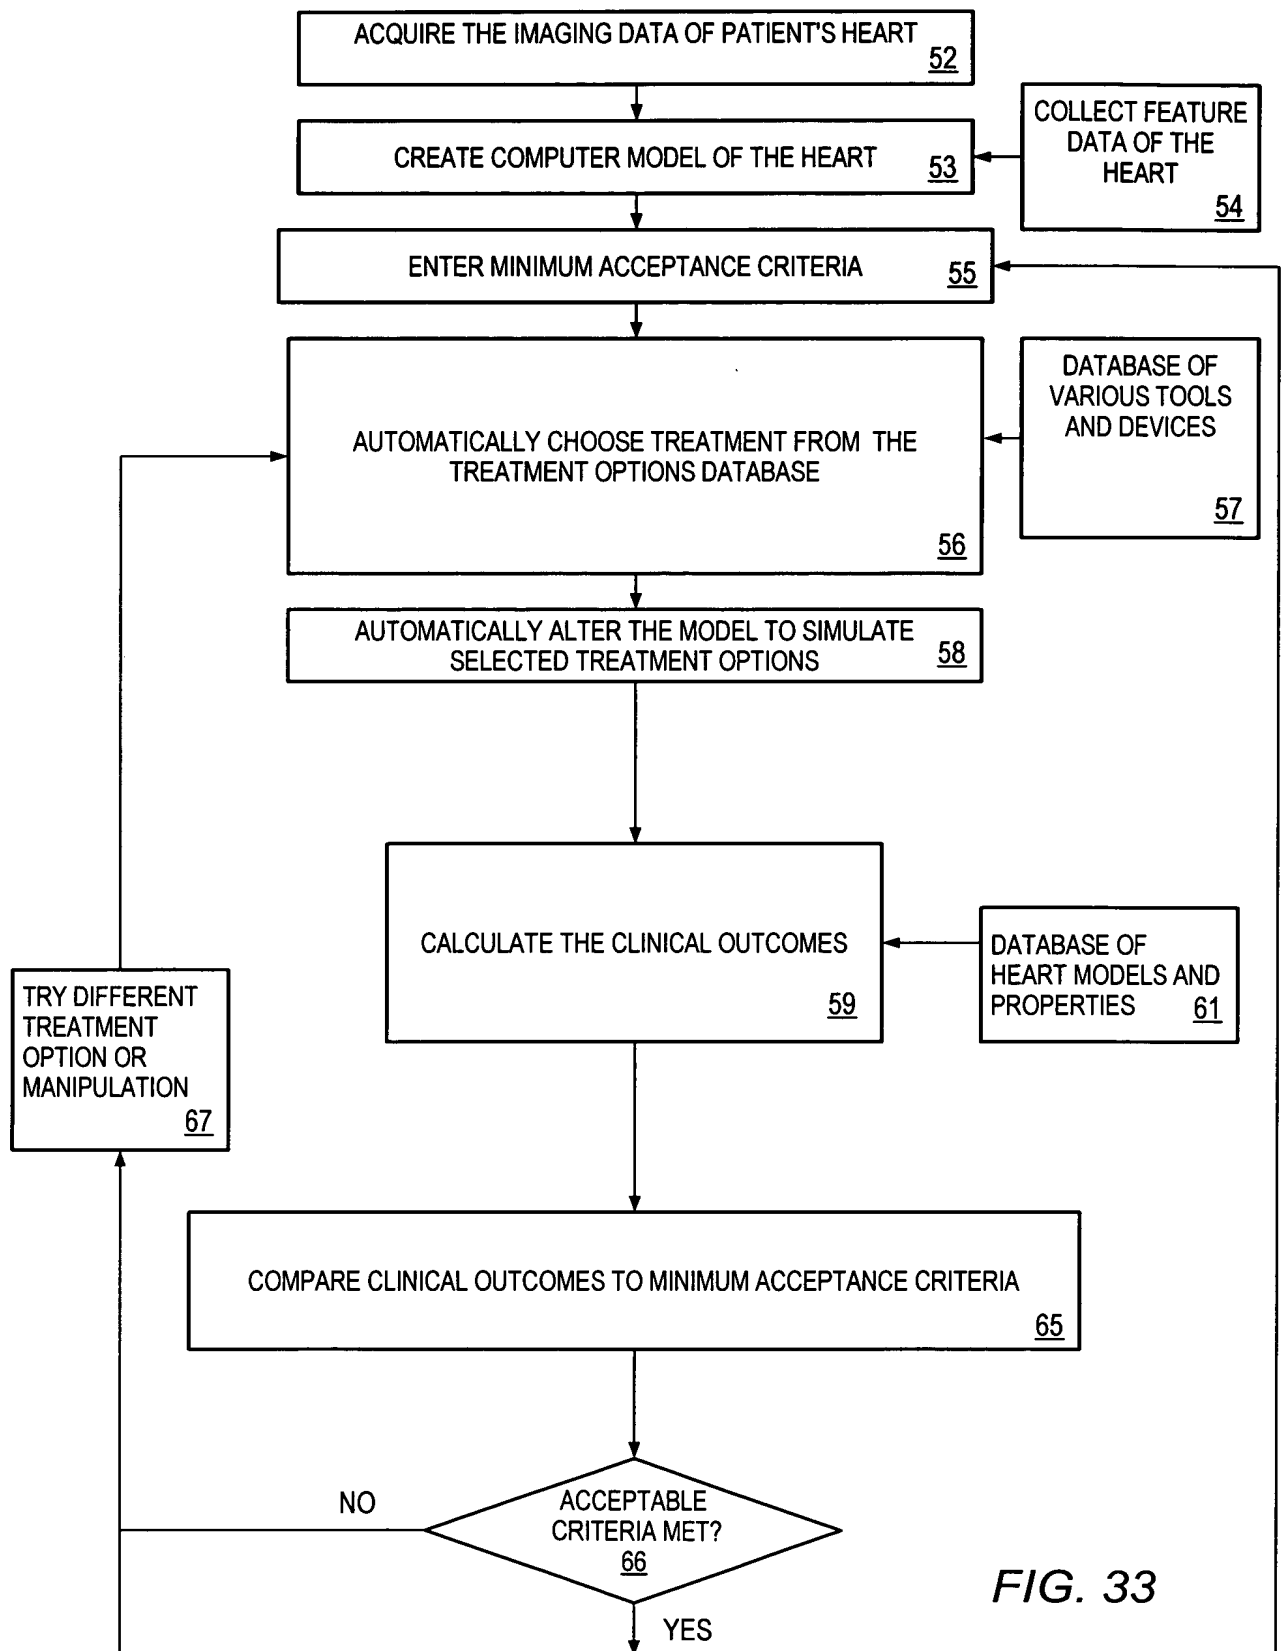 ACQUIRE THE IMAGING DATA OF PATIENT'S HEART
52
CREATE COMPUTER MODEL OF THE HEART
53
COLLECT FEATURE
DATA OF THE
HEART
54
ENTER MINIMUM ACCEPTANCE CRITERIA
55
AUTOMATICALLY CHOOSE TREATMENT FROM THE
TREATMENT OPTIONS DATABASE
56
DATABASE OF
VARIOUS TOOLS
AND DEVICES
57
AUTOMATICALLY ALTER THE MODEL TO SIMULATE
SELECTED TREATMENT OPTIONS
58
CALCULATE THE CLINICAL OUTCOMES
59
DATABASE OF
HEART MODELS AND
PROPERTIES
61
TRY DIFFERENT
TREATMENT
OPTION OR
MANIPULATION
67
COMPARE CLINICAL OUTCOMES TO MINIMUM ACCEPTANCE CRITERIA
65
ACCEPTABLE
CRITERIA MET?
66
NO
YES
FIG. 33